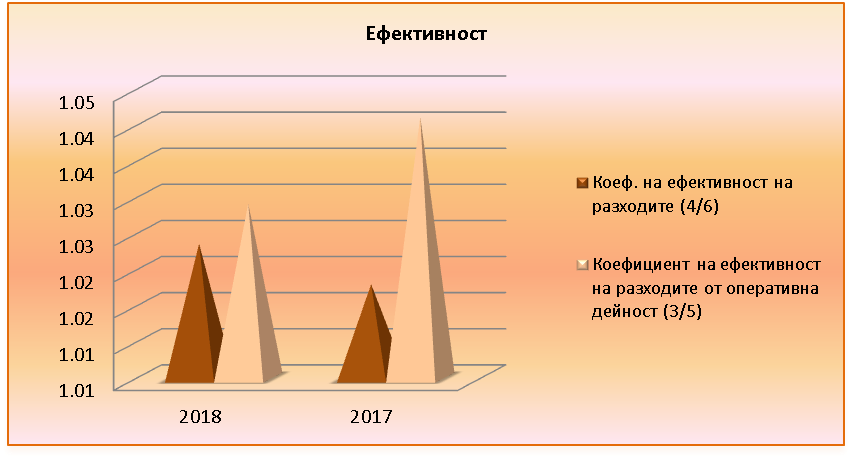 Ефективност
1.05
1.04
1.04
1.03
1.03
1.02
1.02
1.01
1.01
2018
2017
Коеф. на ефективност на
разходите (4/6)
Коефициент на ефективност
на разходите от оперативна
дейност (3/5)